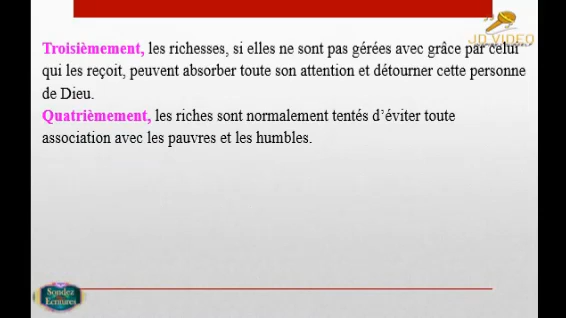 JD VIDEO
Troisièmement, les richesses, si elles ne sont pas gérées avec grâce par celui
qui les reçoit, peuvent absorber toute son attention et détourner cette personne
de Dieu.
Quatrièmement, les riches sont normalement tentés d'éviter toute
association avec les pauvres et les humbles.
Sondez
Ecritures